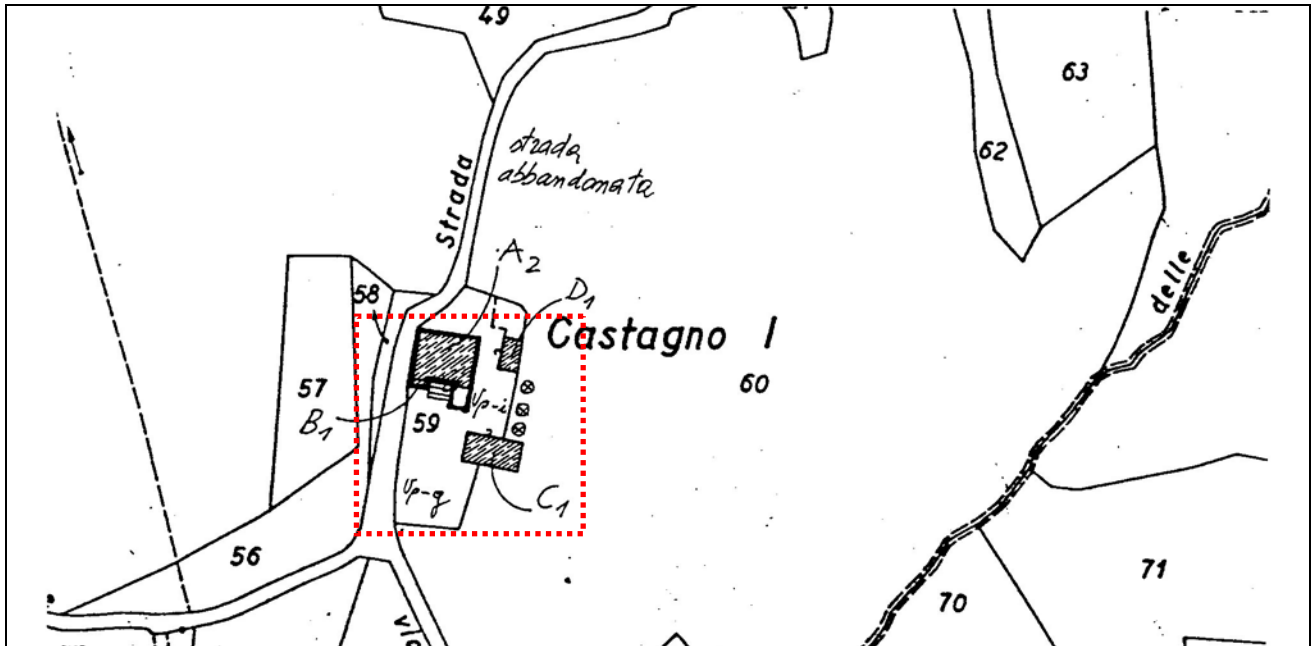 49
63
62
strada
abbandonata
Strada
A2
delle
58
D1
Castagno I
57
60
B1
59
Vp-i
Vp-g
C1
56
71
70